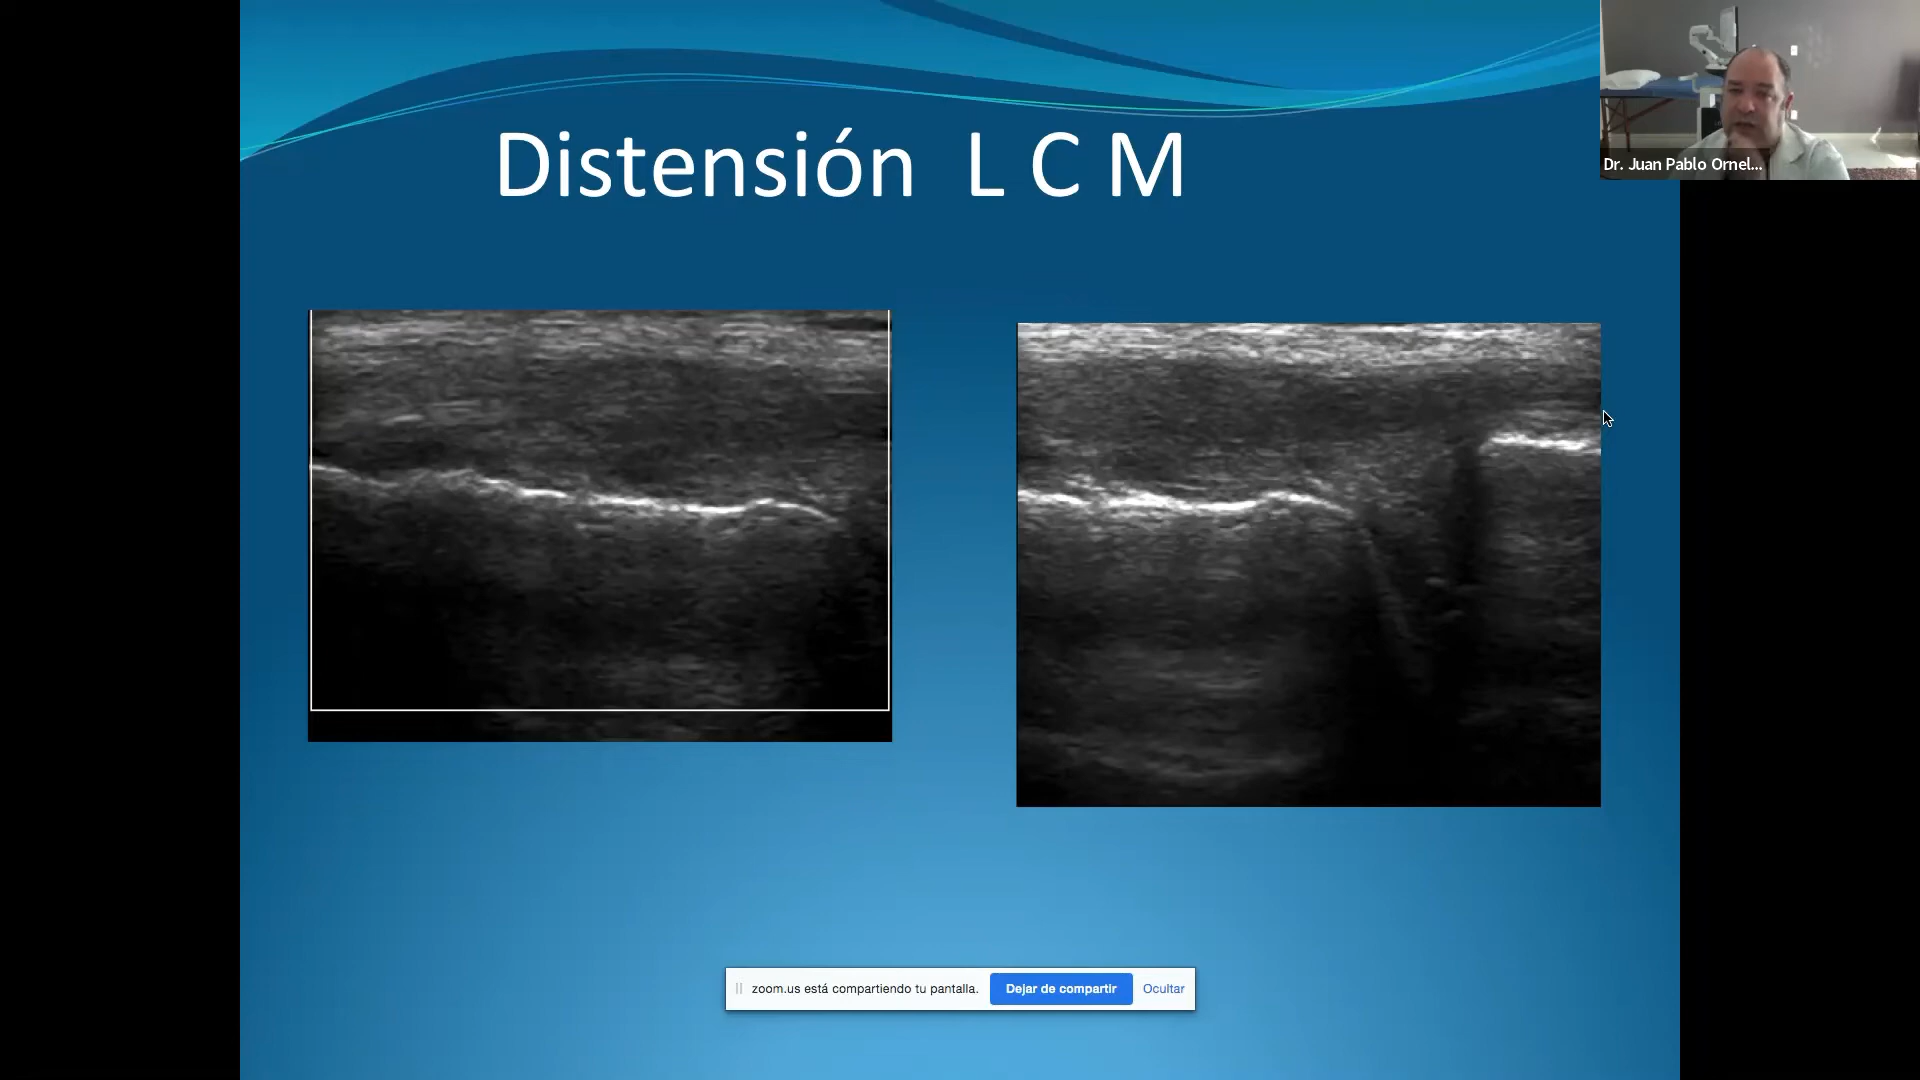 Distensión L C M
Dr. Juan Pablo Ornel...
zoom.us está compartiendo tu pantalla.
Dejar de compartir
Ocultar